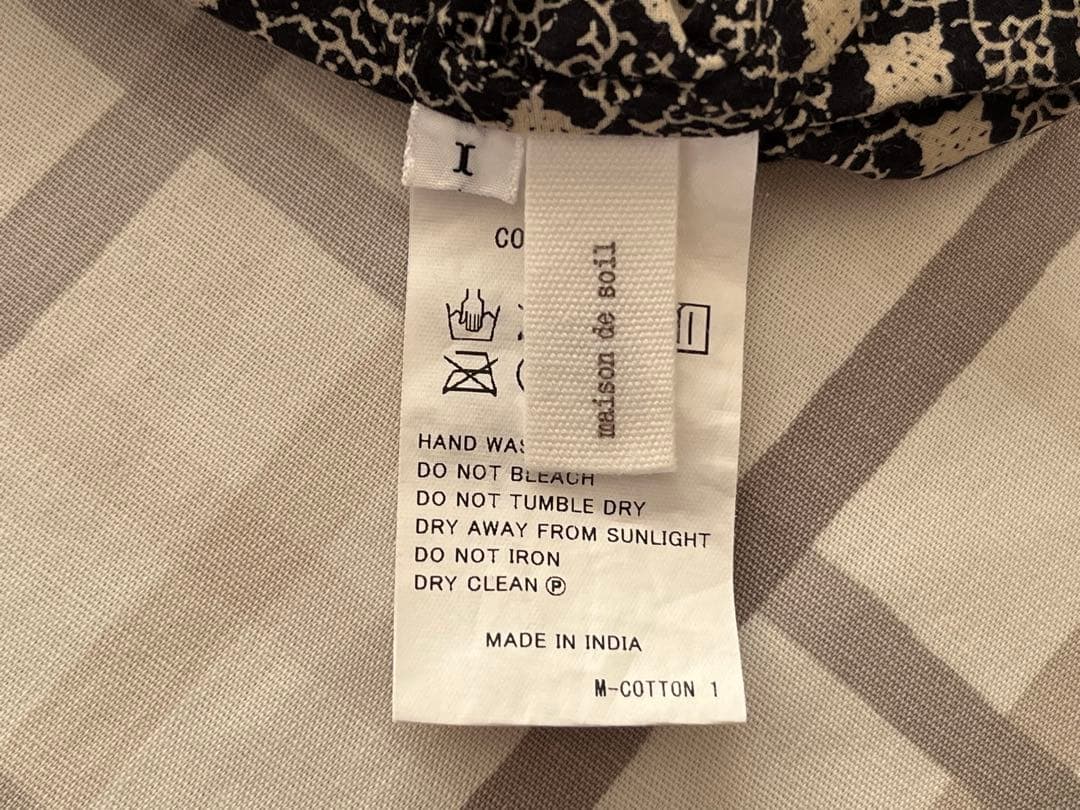 I
CO
maison de soil
HAND WAS
DO NOT BLEACH
DO NOT TUMBLE DRY
DRY AWAY FROM SUNLIGHT
DO NOT IRON
DRY CLEAN Ⓟ
MADE IN INDIA
M-COTTON 1